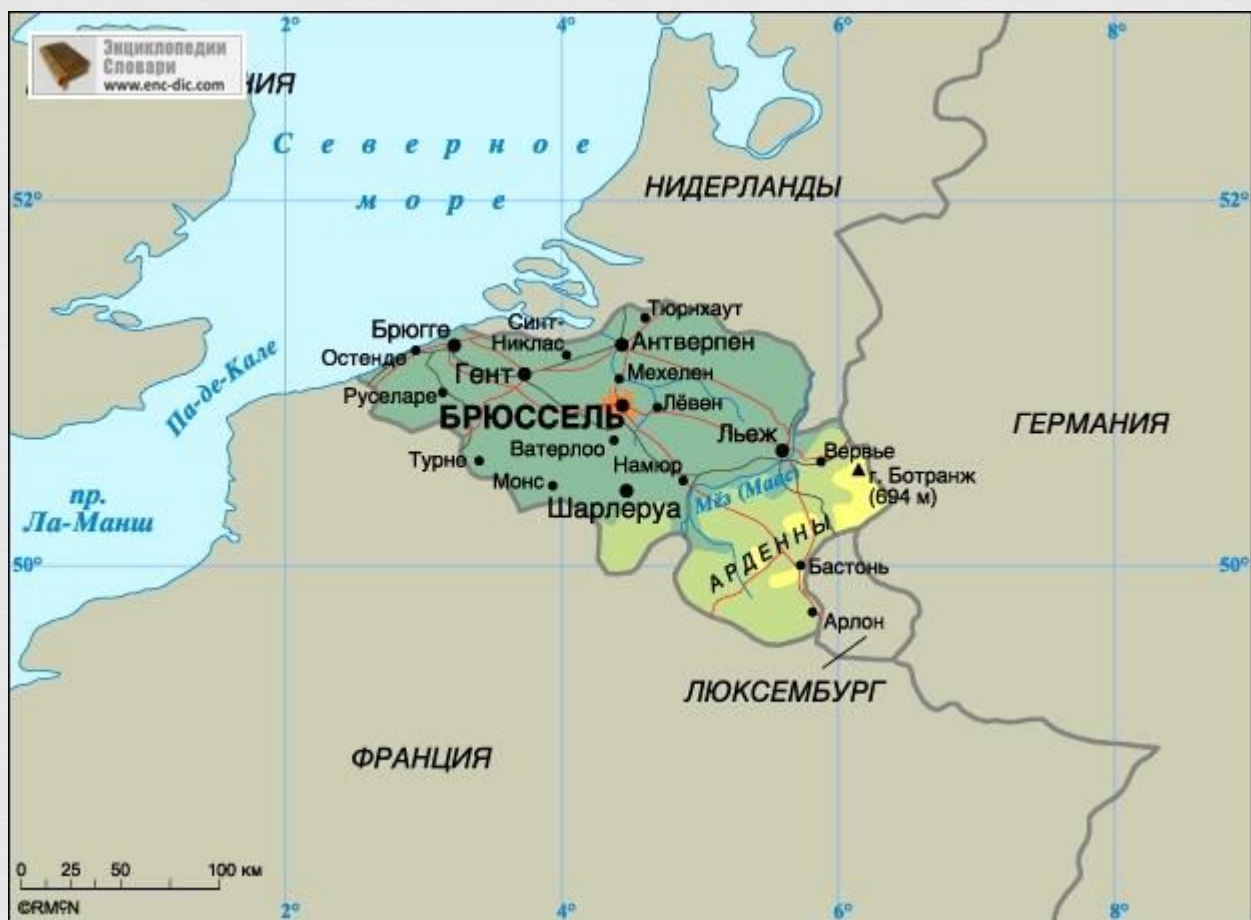 2°
4°
6°
8°
Энциклопедии
Словари
www.enc-dic.com
НИЯ
Северное
море
НИДЕРЛАНДЫ
52°
52°
Тюрнхаут
Синт-
Никлас
Брюгге
Антверпен
Остенде
Па-де-Кале
Гент
Мехелен
Руселаре
БРЮССЕЛЬ
Лёвен
ГЕРМАНИЯ
Льеж
Ватерлоо
Вервье
Турне
Намюр
г. Ботранж
(694 м)
Монс
Мёз (Маас)
пр.
Ла-Манш
Шарлеруа
АРДЕННЫ
50°
50°
Бастонь
Арлон
ЛЮКСЕМБУРГ
ФРАНЦИЯ
0 25 50 100 км
©RMcN
2°
4°
6°
8°